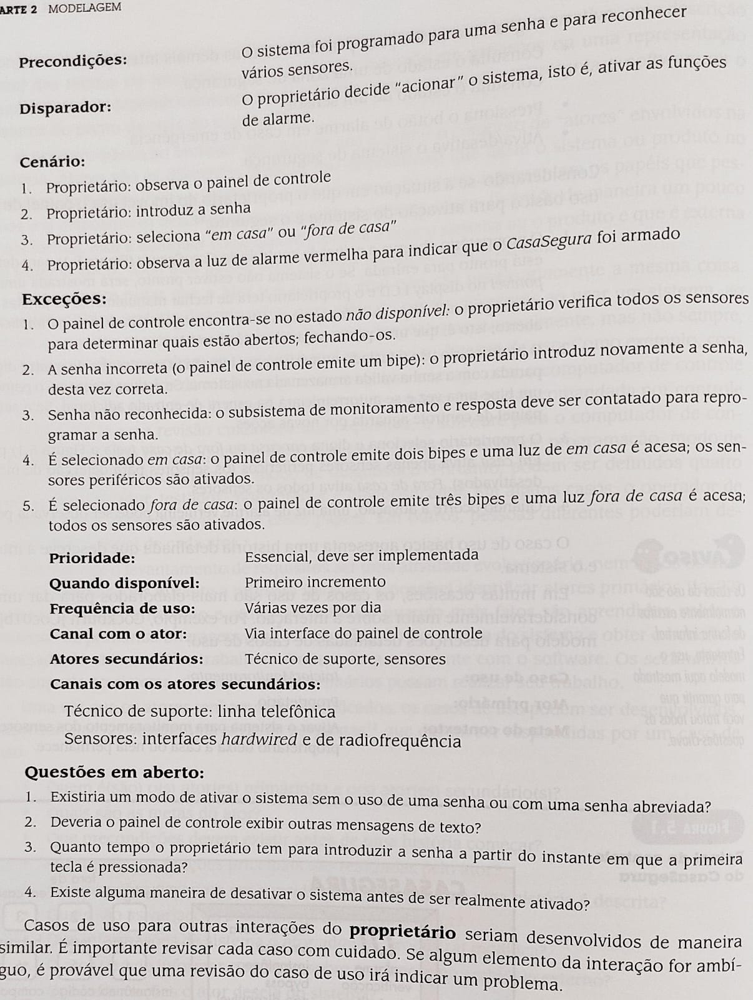 ARTE 2 MODELAGEM
Precondições: O sistema foi programado para uma senha e para reconhecer
vários sensores.
Disparador: O proprietário decide “acionar” o sistema, isto é, ativar as funções
de alarme.
Cenário:
1. Proprietário: observa o painel de controle
2. Proprietário: introduz a senha
3. Proprietário: seleciona “em casa” ou “fora de casa”
4. Proprietário: observa a luz de alarme vermelha para indicar que o CasaSegura foi armado
Exceções:
1. O painel de controle encontra-se no estado não disponível: o proprietário verifica todos os sensores
para determinar quais estão abertos; fechando-os.
2. A senha incorreta (o painel de controle emite um bipe): o proprietário introduz novamente a senha,
desta vez correta.
3. Senha não reconhecida: o subsistema de monitoramento e resposta deve ser contatado para repro-
gramar a senha.
4. É selecionado em casa: o painel de controle emite dois bipes e uma luz de em casa é acesa; os sen-
sores periféricos são ativados.
5. É selecionado fora de casa: o painel de controle emite três bipes e uma luz fora de casa é acesa;
todos os sensores são ativados.
Prioridade: Essencial, deve ser implementada
Quando disponível: Primeiro incremento
Frequência de uso: Várias vezes por dia
Canal com o ator: Via interface do painel de controle
Atores secundários: Técnico de suporte, sensores
Canais com os atores secundários:
Técnico de suporte: linha telefônica
Sensores: interfaces hardwired e de radiofrequência
Questões em aberto:
1. Existiria um modo de ativar o sistema sem o uso de uma senha ou com uma senha abreviada?
2. Deveria o painel de controle exibir outras mensagens de texto?
3. Quanto tempo o proprietário tem para introduzir a senha a partir do instante em que a primeira
tecla é pressionada?
4. Existe alguma maneira de desativar o sistema antes de ser realmente ativado?
Casos de uso para outras interações do proprietário seriam desenvolvidos de maneira
similar. É importante revisar cada caso com cuidado. Se algum elemento da interação for ambí-
guo, é provável que uma revisão do caso de uso irá indicar um problema.